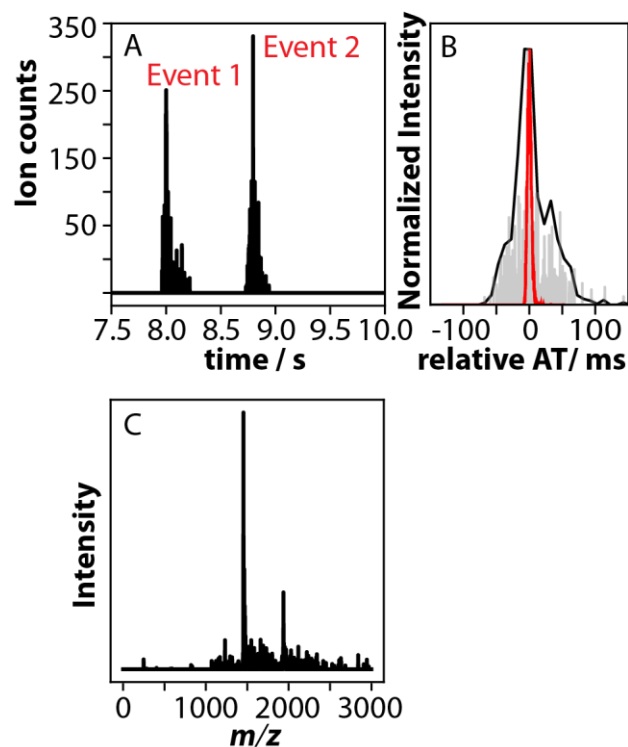 A
Event 1
Event 2
350
250
150
50
Ion counts
7.5 8.0 8.5 9.0 9.5 10.0
time / s
B
Normalized Intensity
-100 0 100
relative AT/ ms
C
Intensity
0 1000 2000 3000
m/z